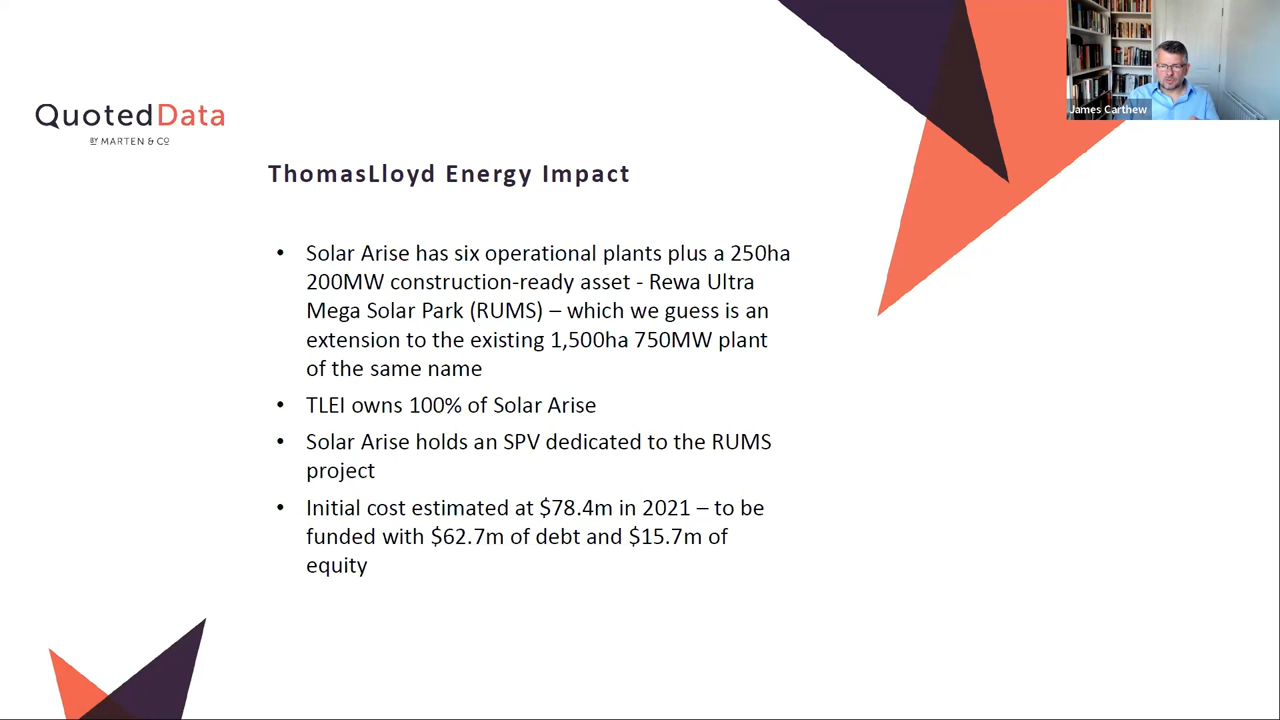 James Carthew
QuotedData
BY MARTEN & CO
ThomasLloyd Energy Impact
• Solar Arise has six operational plants plus a 250ha
200MW construction-ready asset - Rewa Ultra
Mega Solar Park (RUMS) – which we guess is an
extension to the existing 1,500ha 750MW plant
of the same name
• TLEI owns 100% of Solar Arise
• Solar Arise holds an SPV dedicated to the RUMS
project
• Initial cost estimated at $78.4m in 2021 – to be
funded with $62.7m of debt and $15.7m of
equity